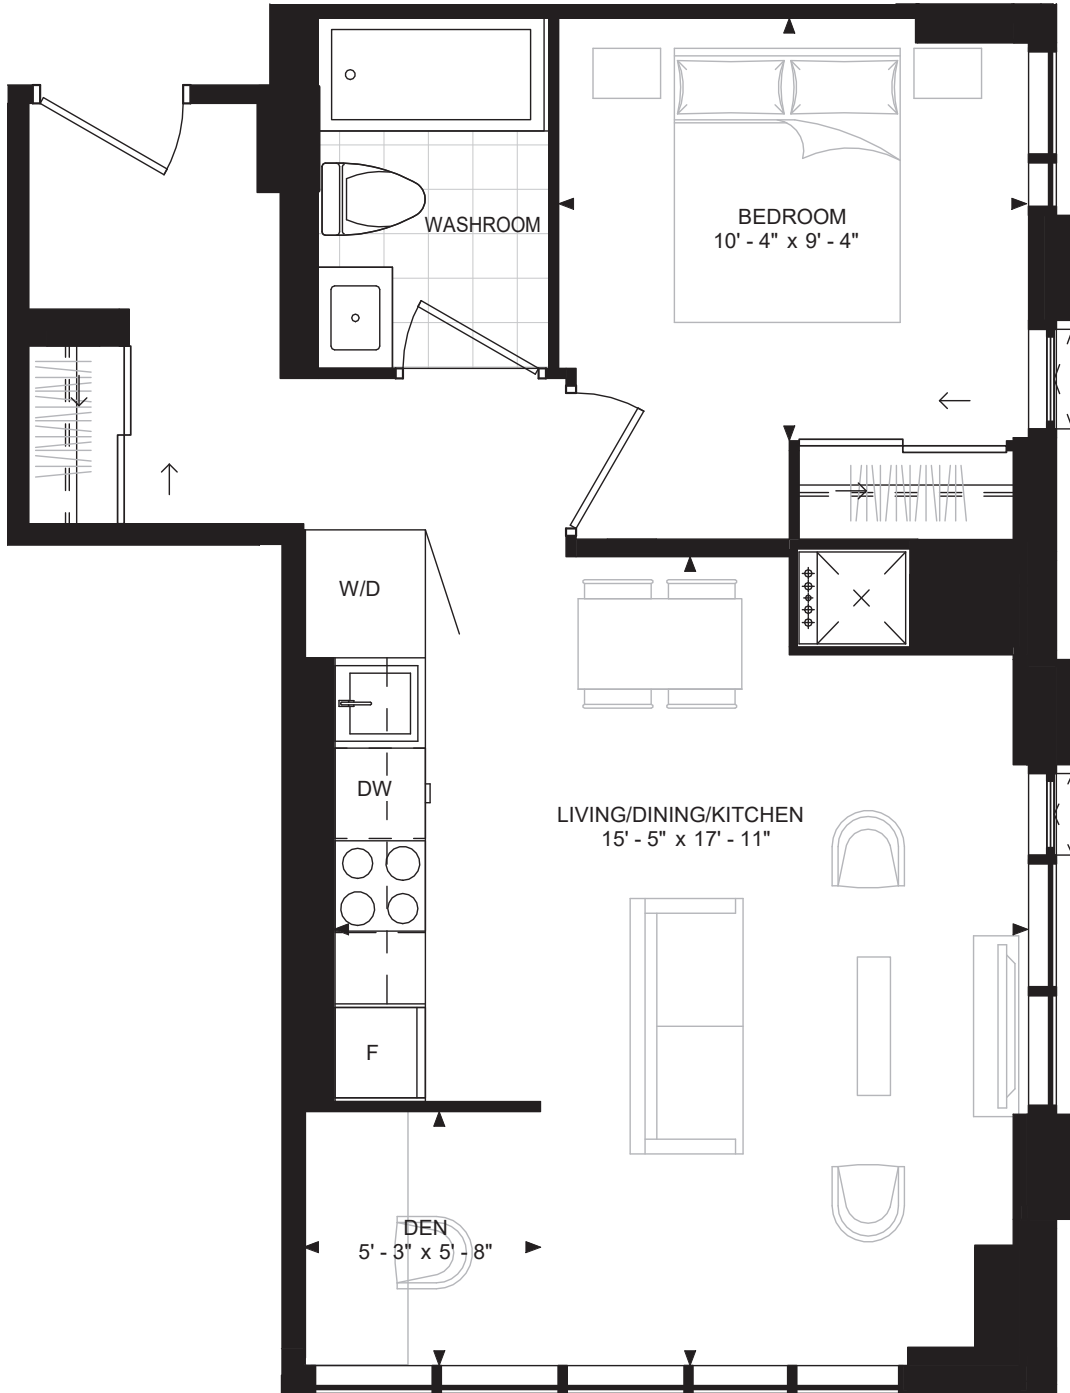 WASHROOM
BEDROOM
10' - 4" x 9' - 4"
W/D
DW
LIVING/DINING/KITCHEN
15' - 5" x 17' - 11"
F
DEN
5' - 3" x 5' - 8"